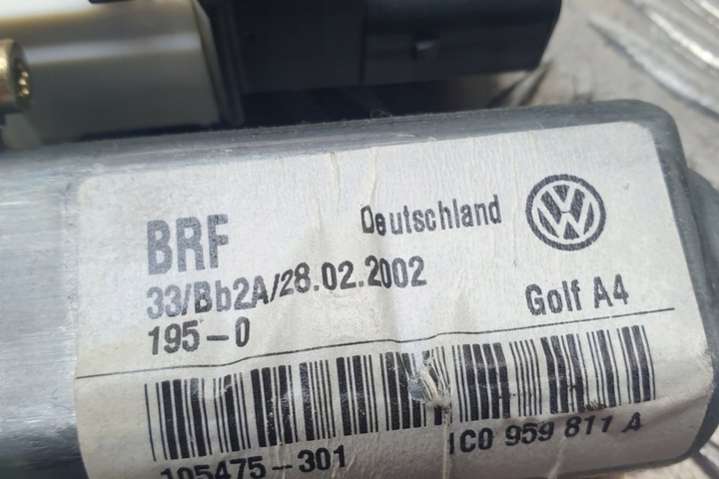 BRF Deutschland
33/Bb2A/28.02.2002
195-0 Golf A4
105475-301 1C0 959 811 A